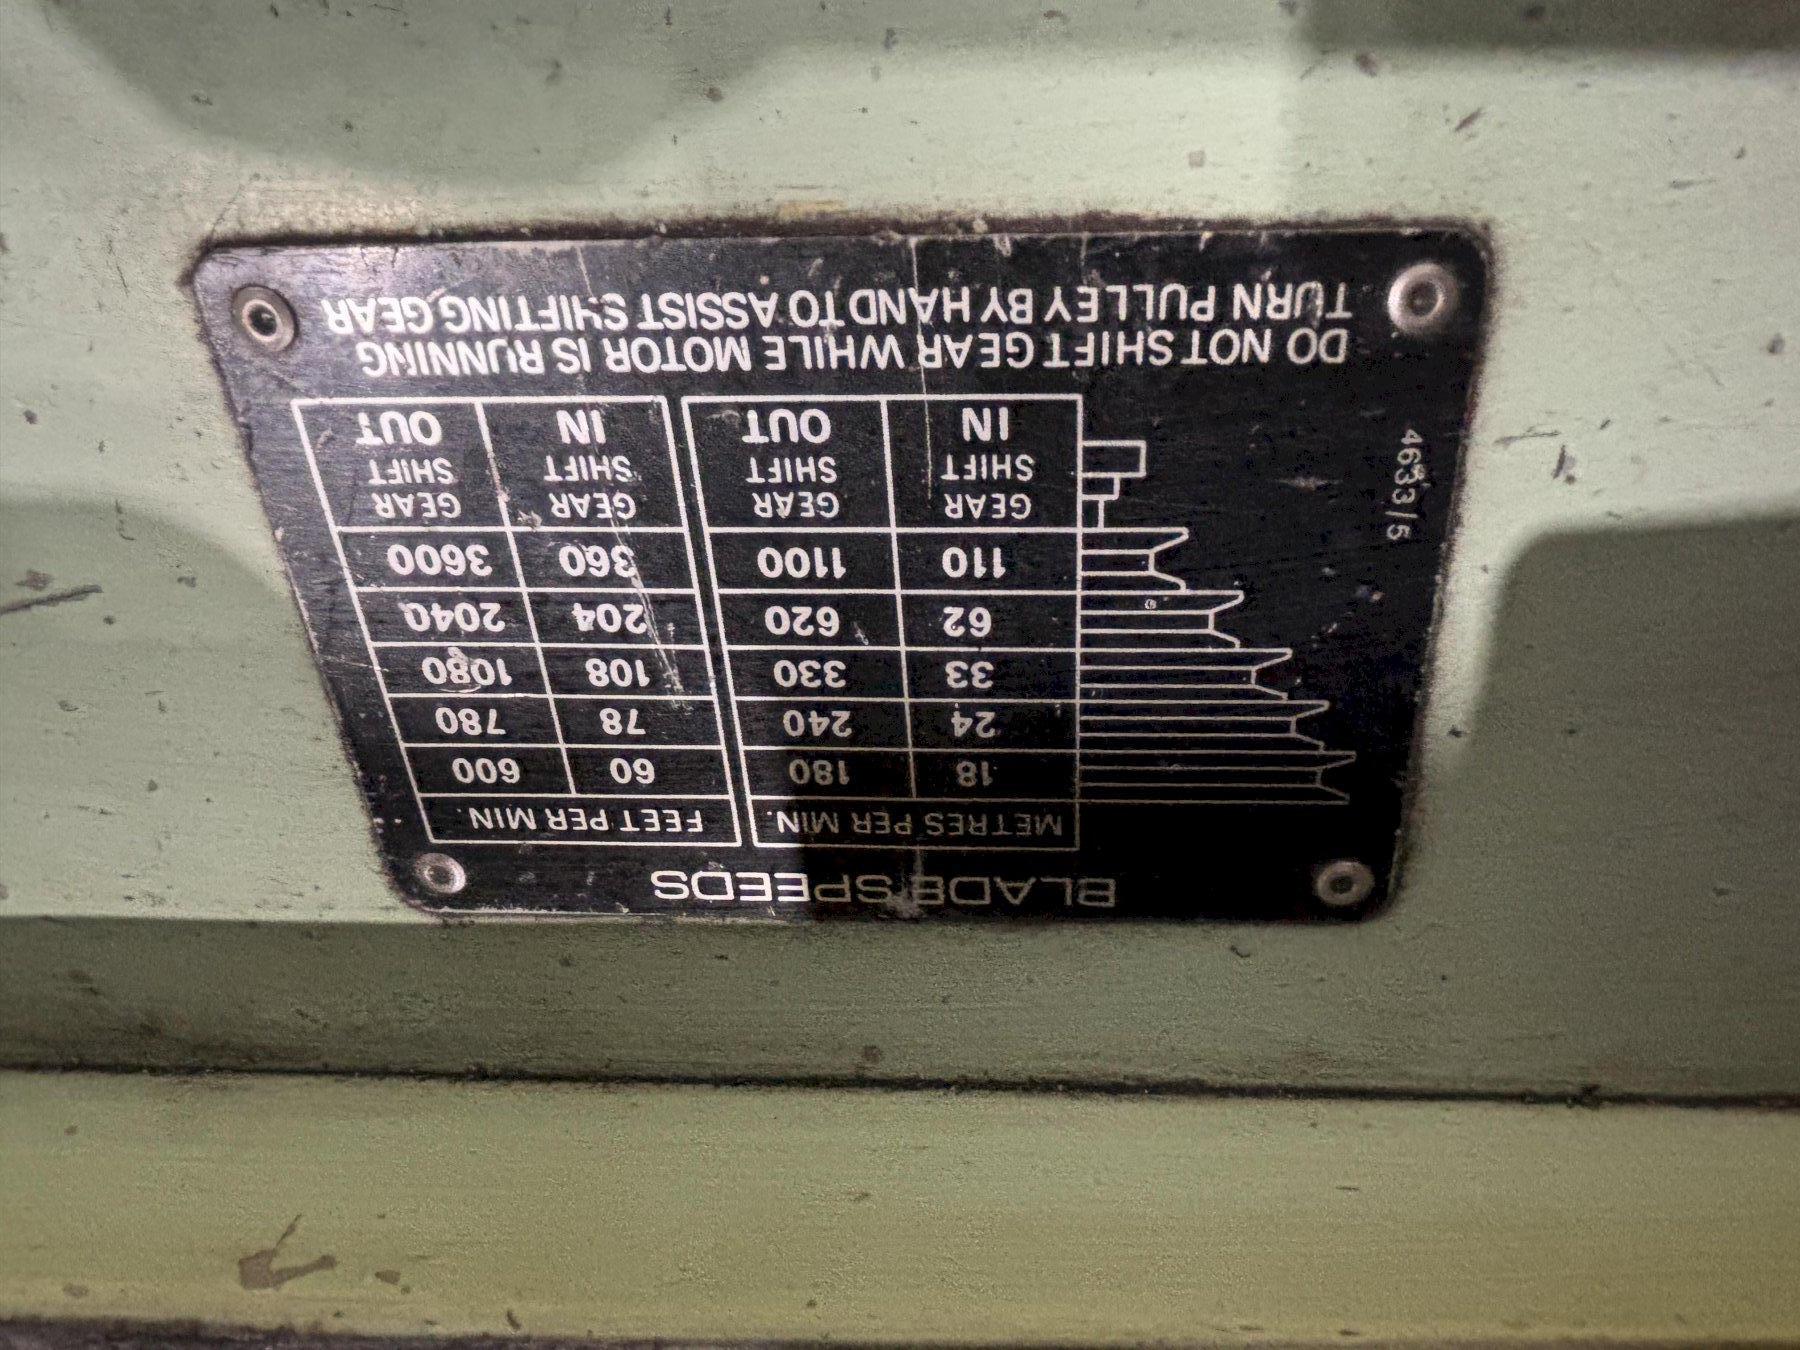 BLADE SPEEDS
METRES PER MIN. FEET PER MIN.
18 180 60 600
24 240 78 780
33 330 108 1080
62 620 204 2040
110 1100 360 3600
GEAR GEAR GEAR GEAR
SHIFT SHIFT SHIFT SHIFT
IN OUT IN OUT
DO NOT SHIFT GEAR WHILE MOTOR IS RUNNING
TURN PULLEY BY HAND TO ASSIST SHIFTING GEAR
4633/5